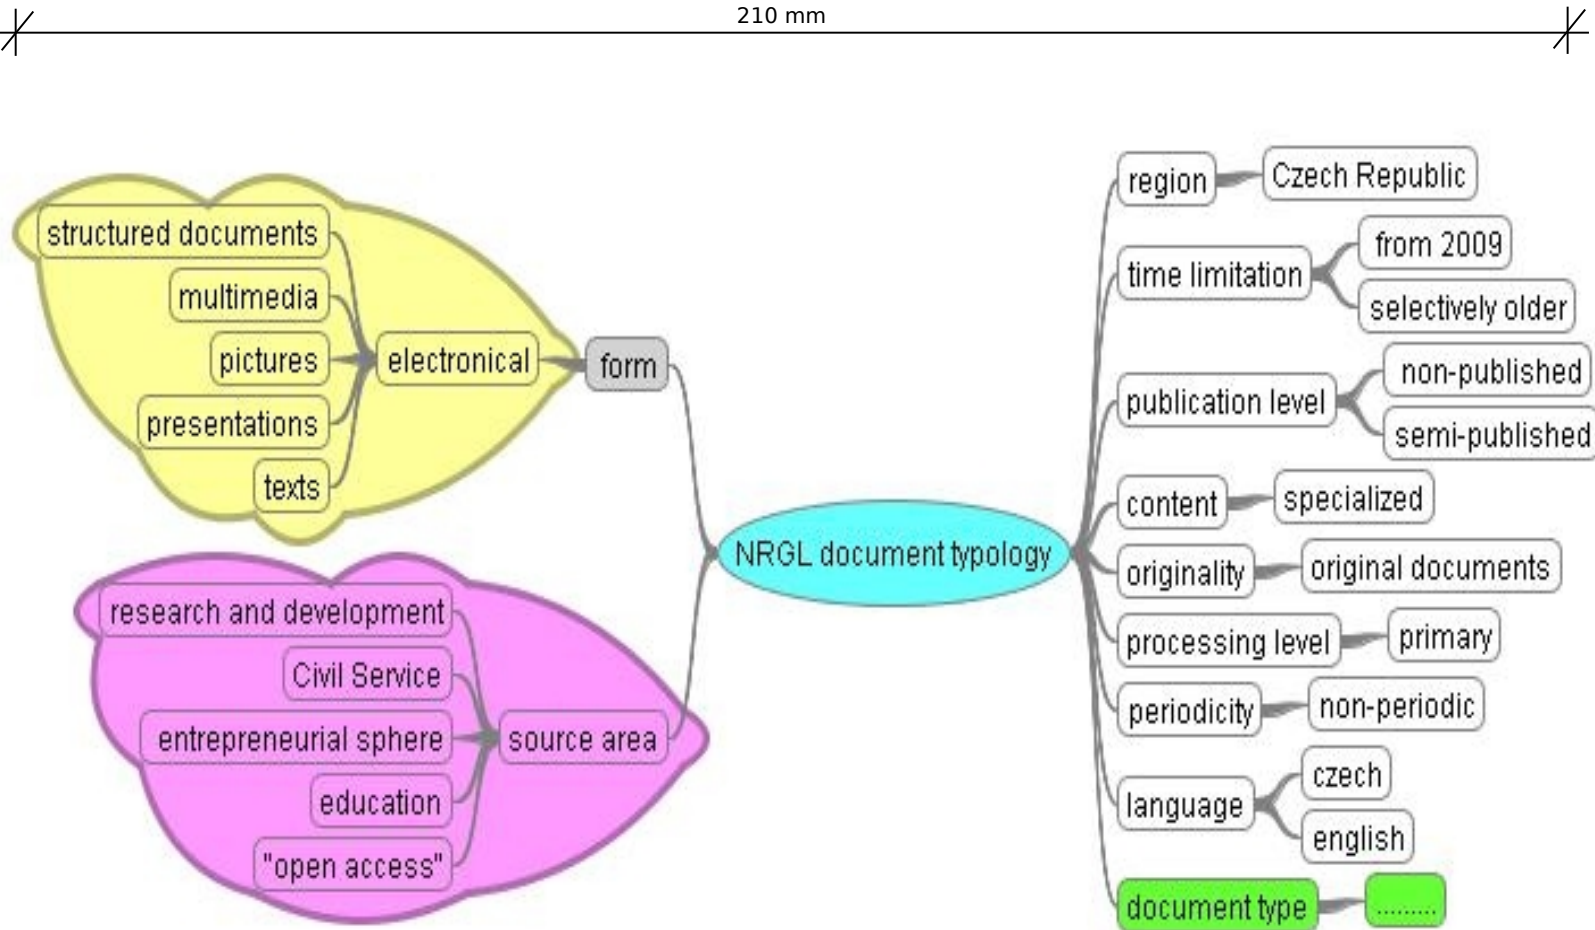 210 mm
structured documents
multimedia
pictures
presentations
texts
electronical
form
research and development
Civil Service
entrepreneurial sphere
education
"open access"
source area
NRGL document typology
region
Czech Republic
time limitation
from 2009
selectively older
publication level
non-published
semi-published
content
specialized
originality
original documents
processing level
primary
periodicity
non-periodic
language
czech
english
document type
.........